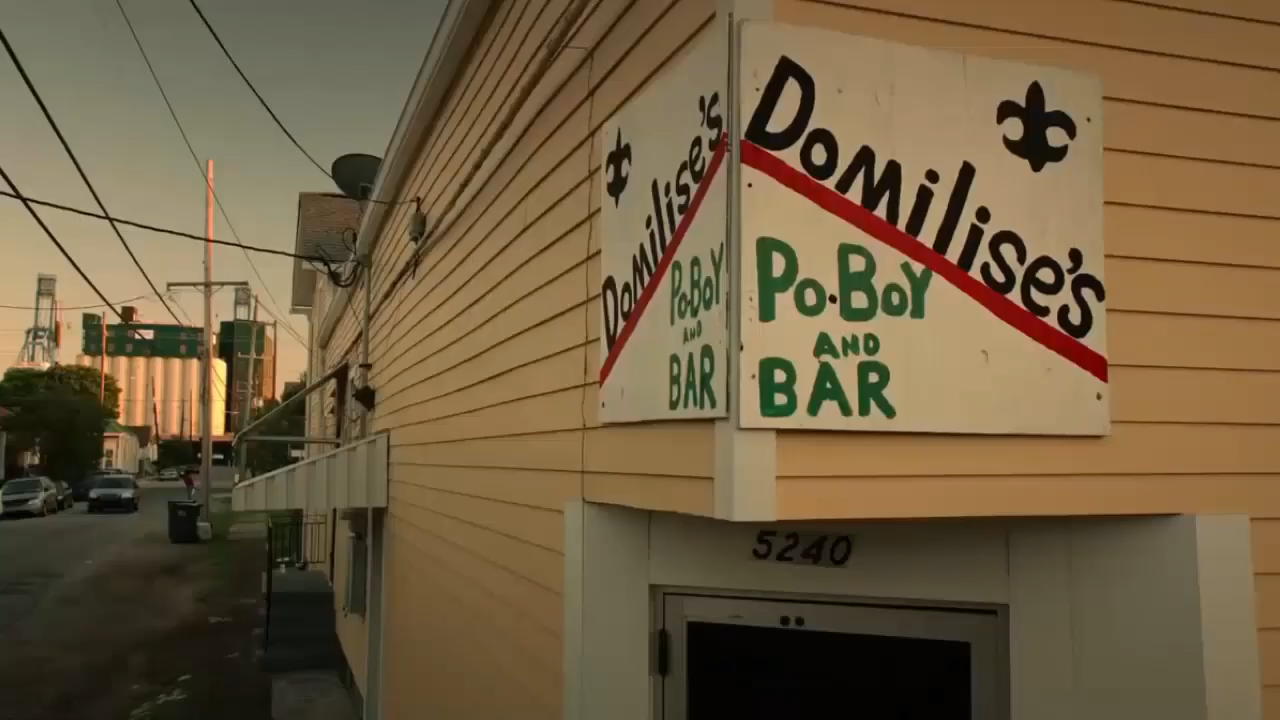 Domilise's
Po-Boy
AND
BAR
Domilise's
Po-Boy
AND
BAR
5240